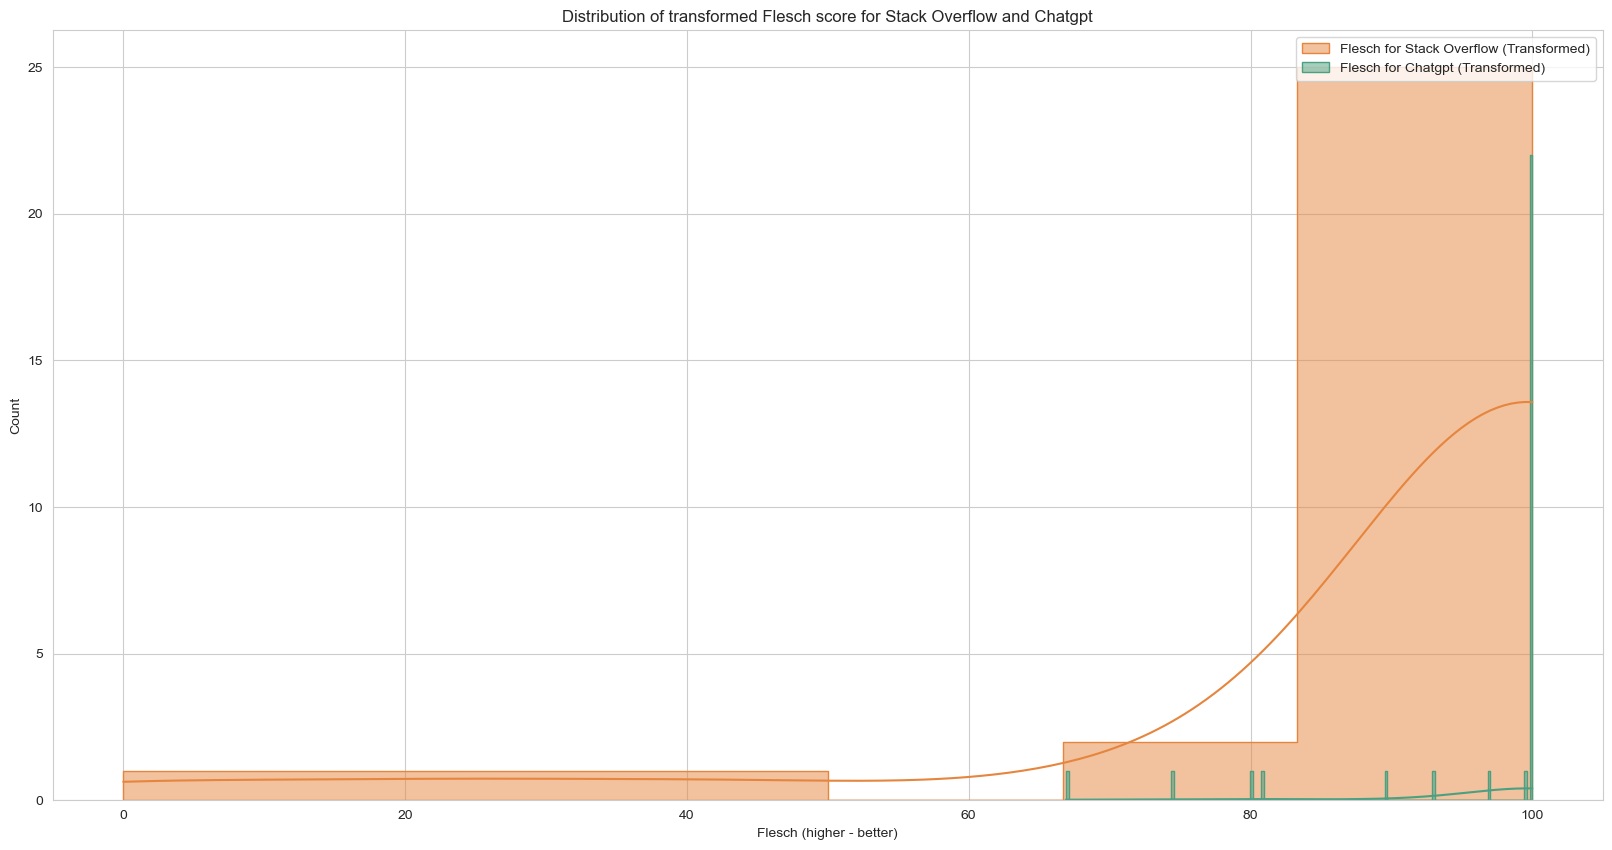 Distribution of transformed Flesch score for Stack Overflow and Chatgpt
Flesch for Stack Overflow (Transformed)
Flesch for Chatgpt (Transformed)
25
20
15
10
5
0
Count
0 20 40 60 80 100
Flesch (higher - better)